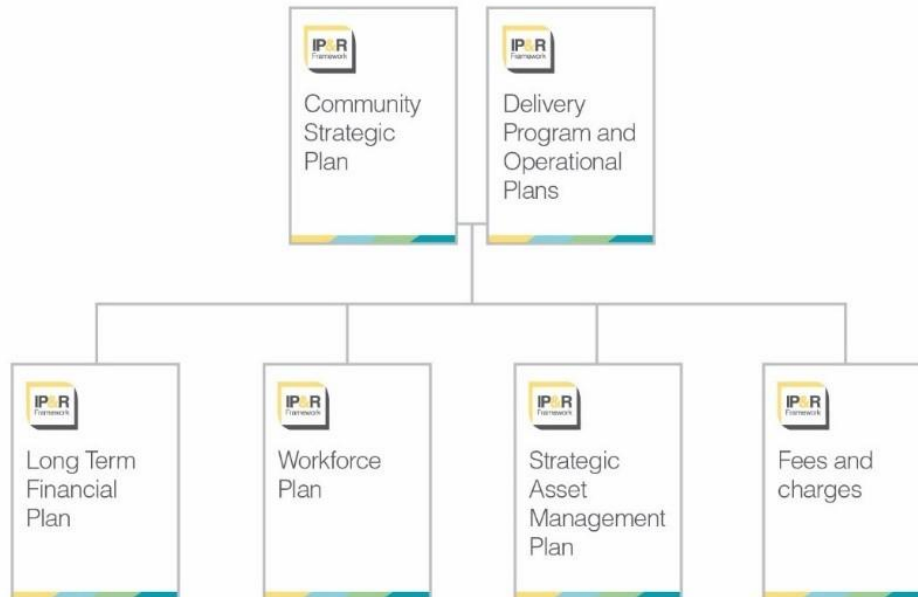 IP&R
Framework
Community
Strategic
Plan
IP&R
Framework
Delivery
Program and
Operational
Plans
IP&R
Framework
Long Term
Financial
Plan
IP&R
Framework
Workforce
Plan
IP&R
Framework
Strategic
Asset
Management
Plan
IP&R
Framework
Fees and
charges